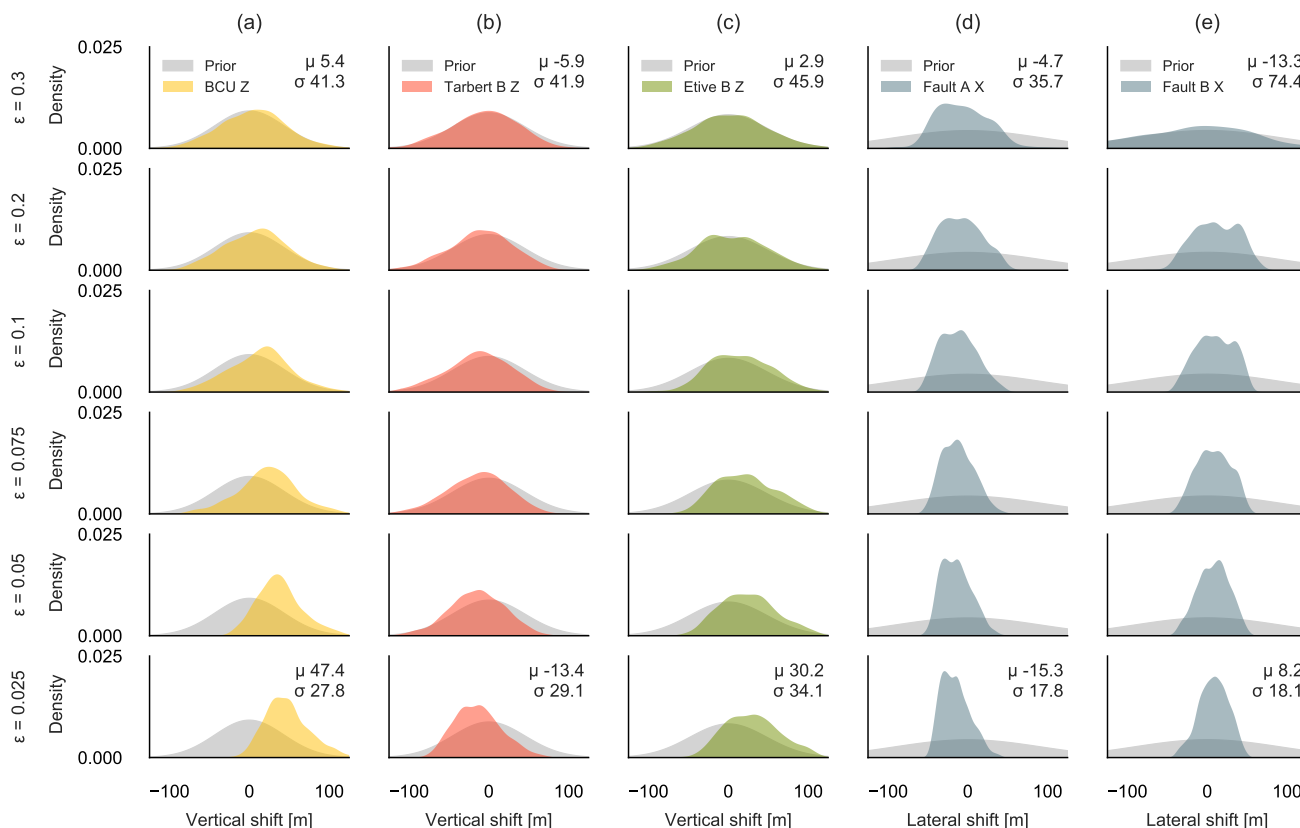 (a) (b) (c) (d) (e)
ε = 0.3
Density
0.025
0.000
Prior
BCU Z
μ 5.4
σ 41.3
Prior
Tarbert B Z
μ -5.9
σ 41.9
Prior
Etive B Z
μ 2.9
σ 45.9
Prior
Fault A X
μ -4.7
σ 35.7
Prior
Fault B X
μ -13.3
σ 74.4
ε = 0.2
Density
0.025
0.000
ε = 0.1
Density
0.025
0.000
ε = 0.075
Density
0.025
0.000
ε = 0.05
Density
0.025
0.000
ε = 0.025
Density
0.025
0.000
μ 47.4
σ 27.8
μ -13.4
σ 29.1
μ 30.2
σ 34.1
μ -15.3
σ 17.8
μ 8.2
σ 18.1
−100 0 100
−100 0 100
−100 0 100
−100 0 100
−100 0 100
Vertical shift [m]
Vertical shift [m]
Vertical shift [m]
Lateral shift [m]
Lateral shift [m]